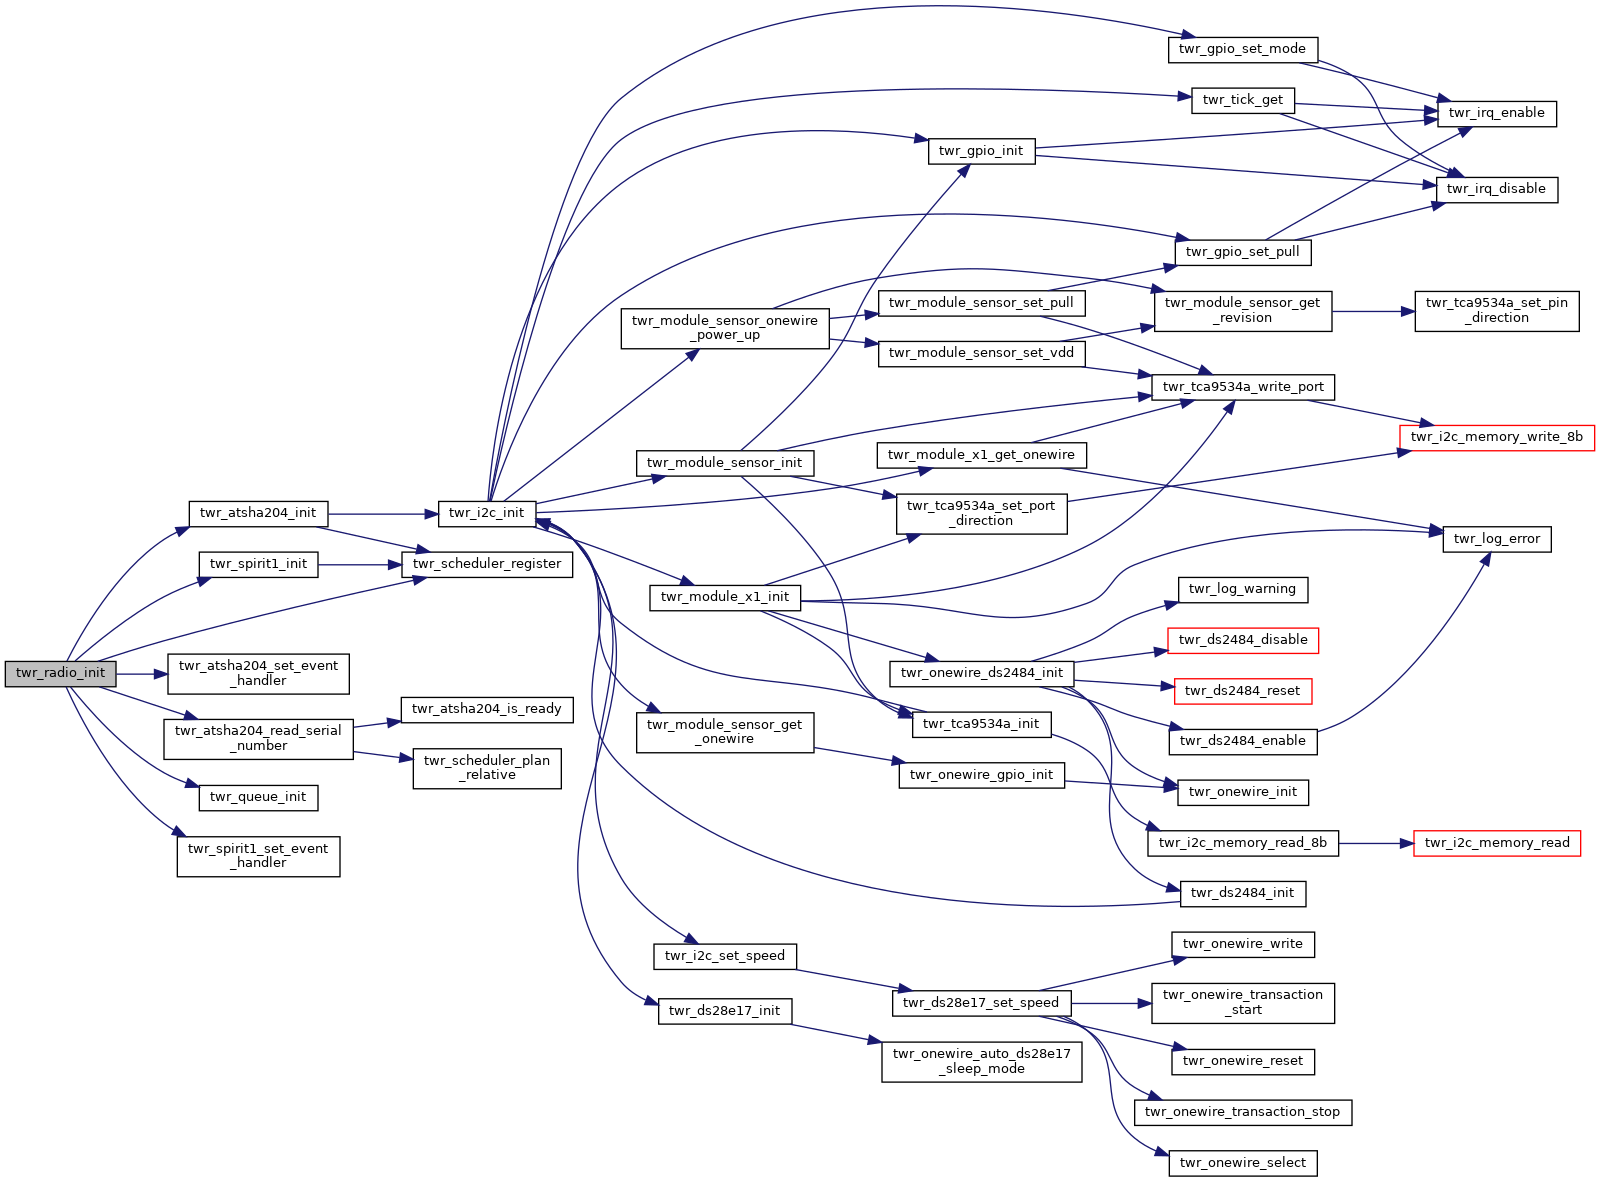 twr_radio_init
twr_atsha204_init
twr_spirit1_init
twr_atsha204_set_event
_handler
twr_atsha204_read_serial
_number
twr_queue_init
twr_spirit1_set_event
_handler
twr_i2c_init
twr_scheduler_register
twr_atsha204_is_ready
twr_scheduler_plan
_relative
twr_module_sensor_onewire
_power_up
twr_module_sensor_init
twr_module_x1_init
twr_module_sensor_get
_onewire
twr_i2c_set_speed
twr_ds28e17_init
twr_gpio_init
twr_module_sensor_set_pull
twr_module_sensor_set_vdd
twr_module_x1_get_onewire
twr_tca9534a_set_port
_direction
twr_onewire_ds2484_init
twr_tca9534a_init
twr_onewire_gpio_init
twr_ds28e17_set_speed
twr_onewire_auto_ds28e17
_sleep_mode
twr_gpio_set_mode
twr_tick_get
twr_gpio_set_pull
twr_module_sensor_get
_revision
twr_tca9534a_write_port
twr_log_warning
twr_ds2484_disable
twr_ds2484_reset
twr_ds2484_enable
twr_onewire_init
twr_i2c_memory_read_8b
twr_ds2484_init
twr_onewire_write
twr_onewire_transaction
_start
twr_onewire_reset
twr_onewire_transaction_stop
twr_onewire_select
twr_irq_enable
twr_irq_disable
twr_tca9534a_set_pin
_direction
twr_i2c_memory_write_8b
twr_log_error
twr_i2c_memory_read